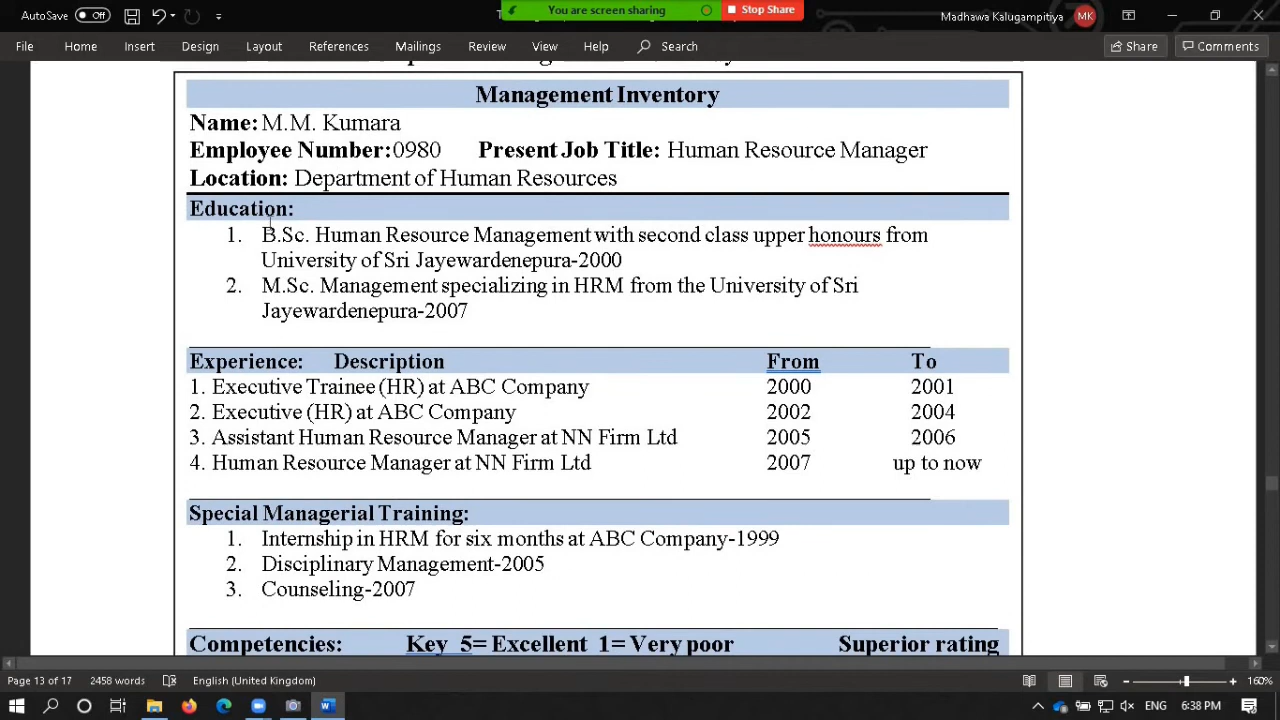 AutoSave Off
You are screen sharing
Stop Share
Madhawa Kalugampitiya MK
File Home Insert Design Layout References Mailings Review View Help Search Share Comments
Management Inventory
Name: M.M. Kumara
Employee Number:0980 Present Job Title: Human Resource Manager
Location: Department of Human Resources
Education:
1. B.Sc. Human Resource Management with second class upper honours from
University of Sri Jayewardenepura-2000
2. M.Sc. Management specializing in HRM from the University of Sri
Jayewardenepura-2007
Experience: Description From To
1. Executive Trainee (HR) at ABC Company 2000 2001
2. Executive (HR) at ABC Company 2002 2004
3. Assistant Human Resource Manager at NN Firm Ltd 2005 2006
4. Human Resource Manager at NN Firm Ltd 2007 up to now
Special Managerial Training:
1. Internship in HRM for six months at ABC Company-1999
2. Disciplinary Management-2005
3. Counseling-2007
Competencies: Key 5= Excellent 1= Very poor Superior rating
Page 13 of 17 2458 words English (United Kingdom) 160%
ENG 6:38 PM